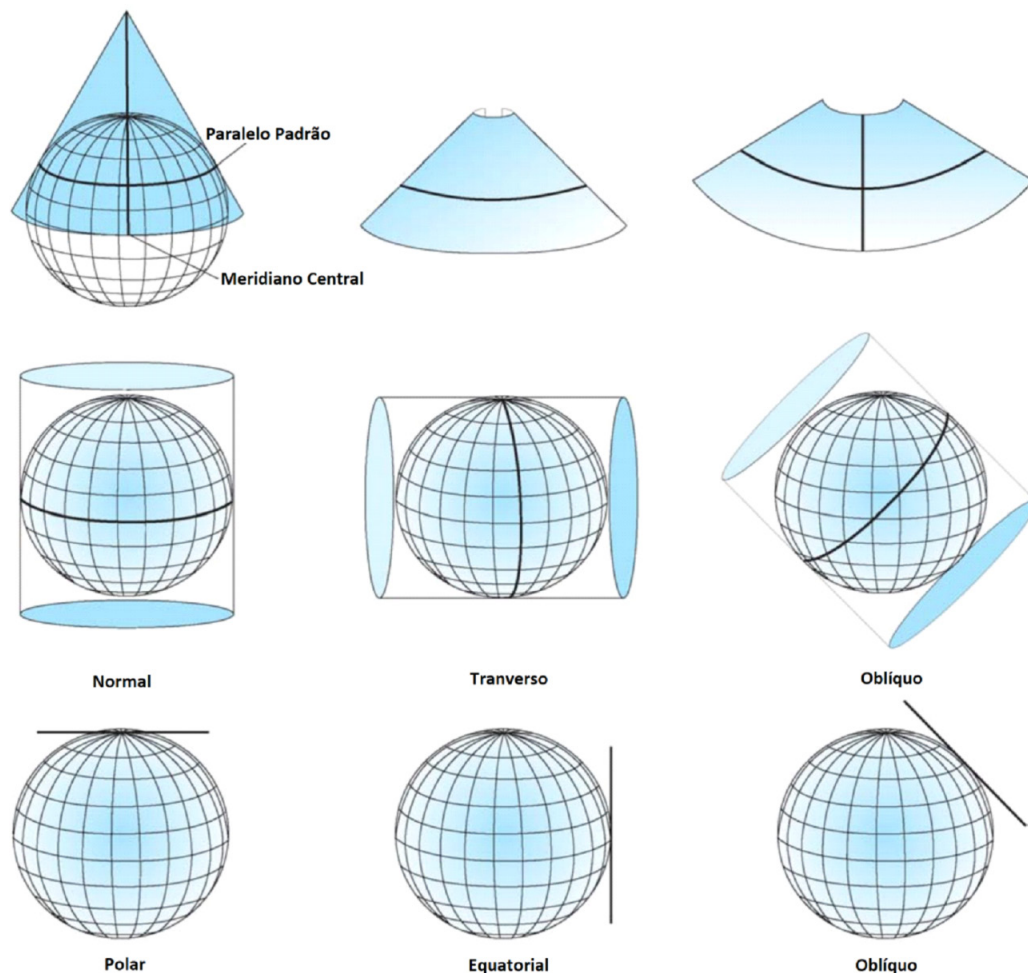 Paralelo Padrão
Meridiano Central
Normal
Tranverso
Oblíquo
Polar
Equatorial
Oblíquo